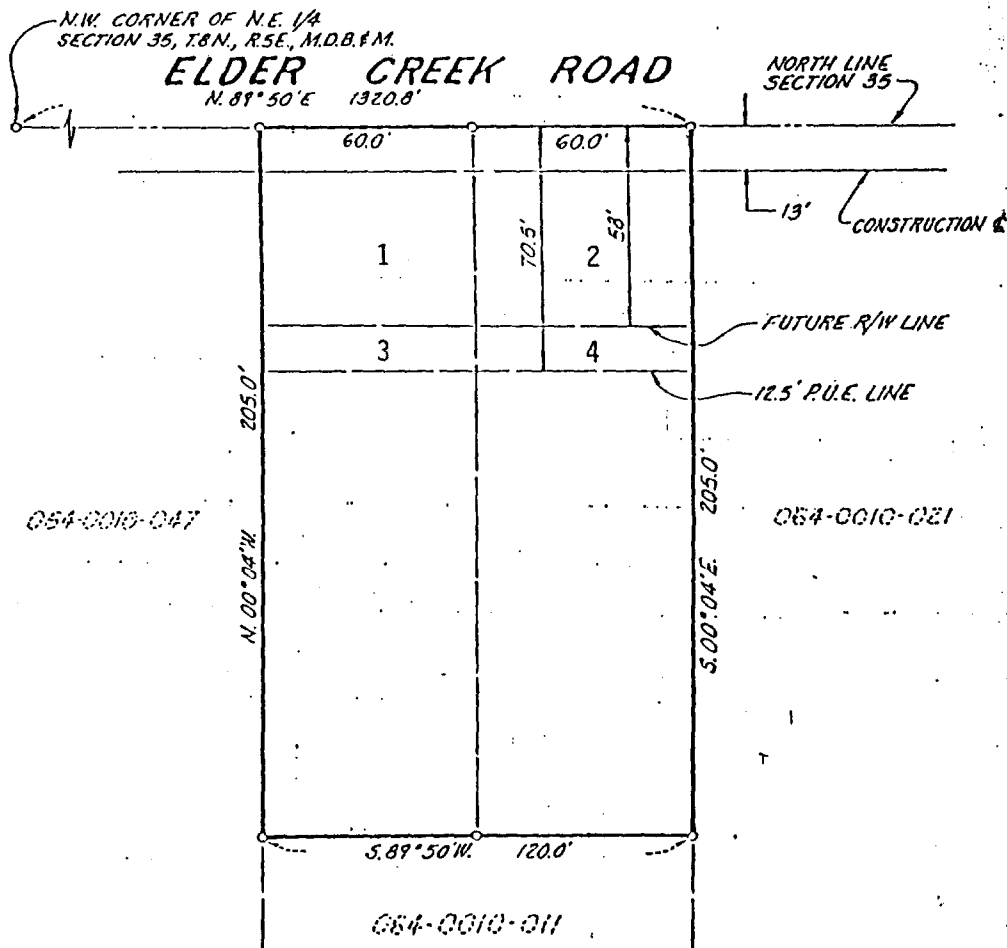 N.W. CORNER OF N.E. 1/4
SECTION 35, T.8N., R.5E., M.D.B.&M.
ELDER CREEK ROAD
N. 89°50'E 1320.8'
NORTH LINE
SECTION 35
60.0'
60.0'
13'
CONSTRUCTION ℄
1
70.5'
2
58'
FUTURE R/W LINE
3
4
12.5' P.U.E. LINE
205.0'
N. 00°04'W.
205.0'
S. 00°04'E.
064-0010-047
064-0010-021
S. 89°50'W. 120.0'
064-0010-011